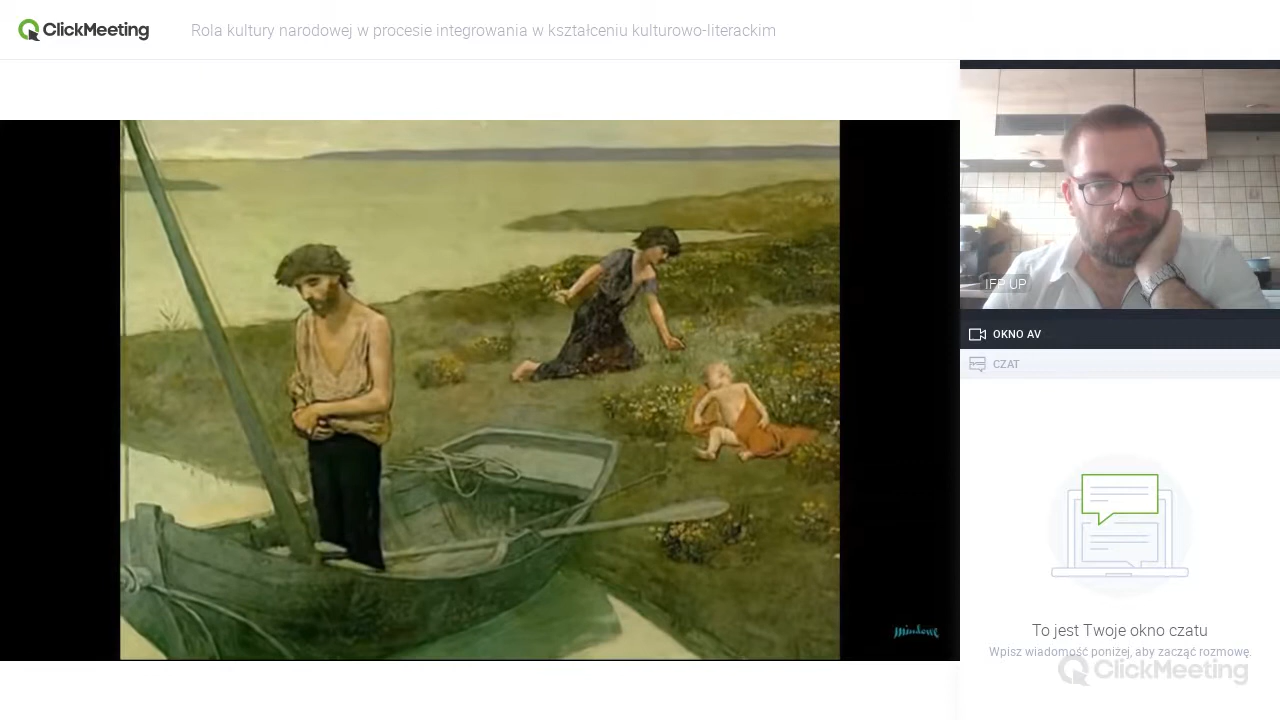 ClickMeeting
Rola kultury narodowej w procesie integrowania w kształceniu kulturowo-literackim
IFP UP
OKNO AV
CZAT
To jest Twoje okno czatu
Wpisz wiadomość poniżej, aby zacząć rozmowę.
ClickMeeting